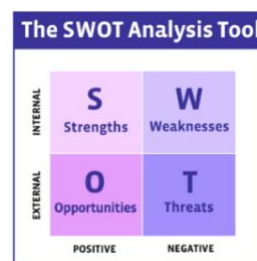 The SWOT Analysis Tool
INTERNAL
S
Strengths
W
Weaknesses
EXTERNAL
O
Opportunities
T
Threats
POSITIVE
NEGATIVE